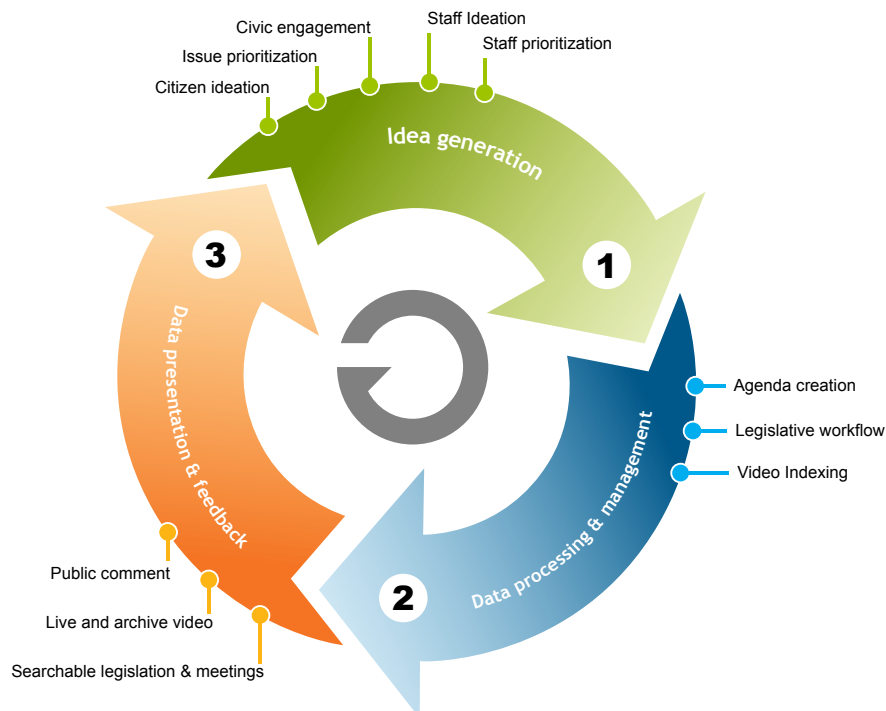 Staff Ideation
Civic engagement
Staff prioritization
Issue prioritization
Citizen ideation
Idea generation
1
Agenda creation
Legislative workflow
Video Indexing
Data processing & management
2
3
Data presentation & feedback
Public comment
Live and archive video
Searchable legislation & meetings